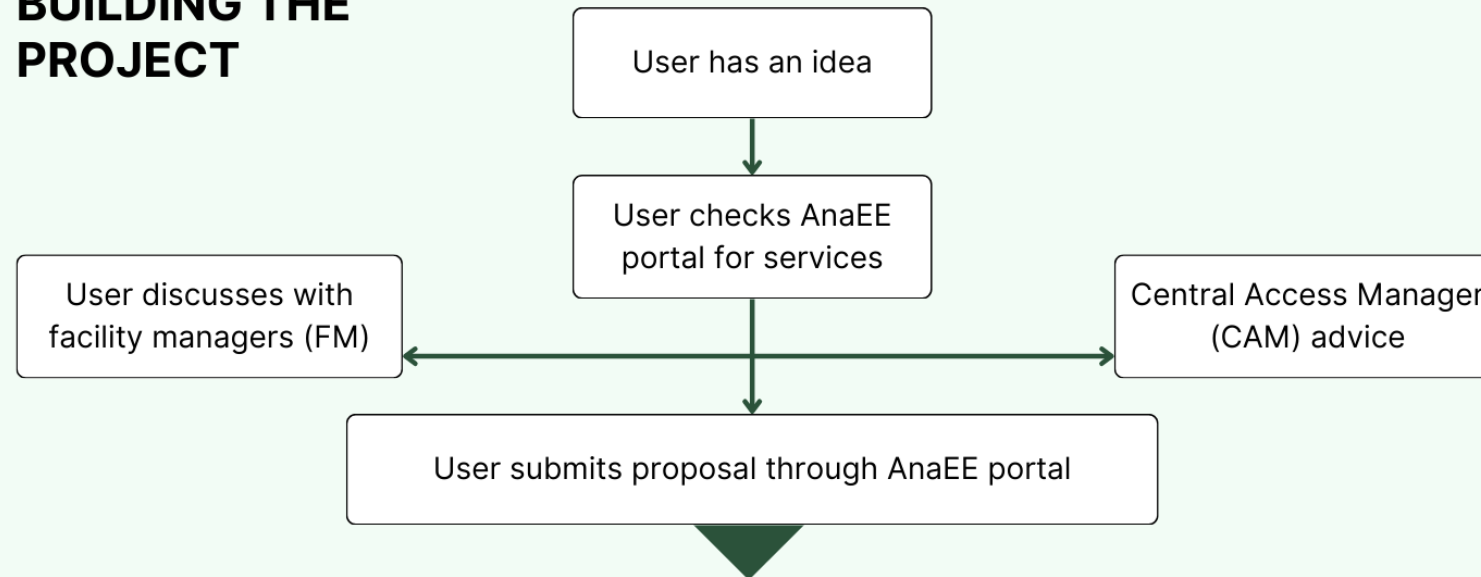 BUILDING THE
PROJECT
User has an idea
User checks AnaEE
portal for services
User discusses with
facility managers (FM)
Central Access Manager
(CAM) advice
User submits proposal through AnaEE portal